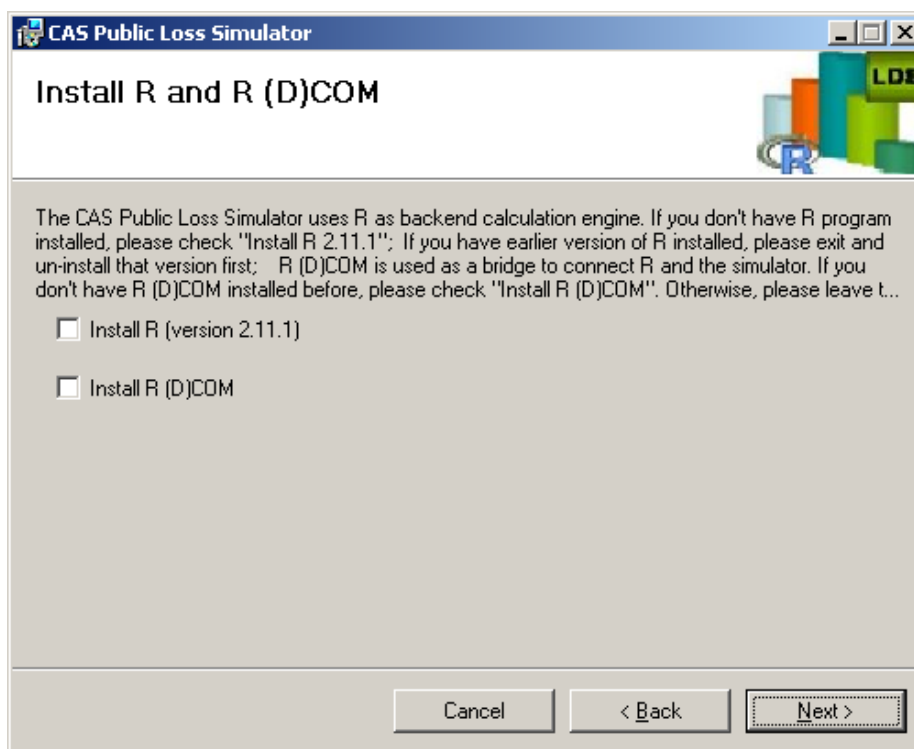 CAS Public Loss Simulator
Install R and R (D)COM
LDS
R
The CAS Public Loss Simulator uses R as backend calculation engine. If you don't have R program
installed, please check "Install R 2.11.1"; If you have earlier version of R installed, please exit and
un-install that version first;   R (D)COM is used as a bridge to connect R and the simulator. If you
don't have R (D)COM installed before, please check "Install R (D)COM". Otherwise, please leave t...
Install R (version 2.11.1)
Install R (D)COM
Cancel
< Back
Next >